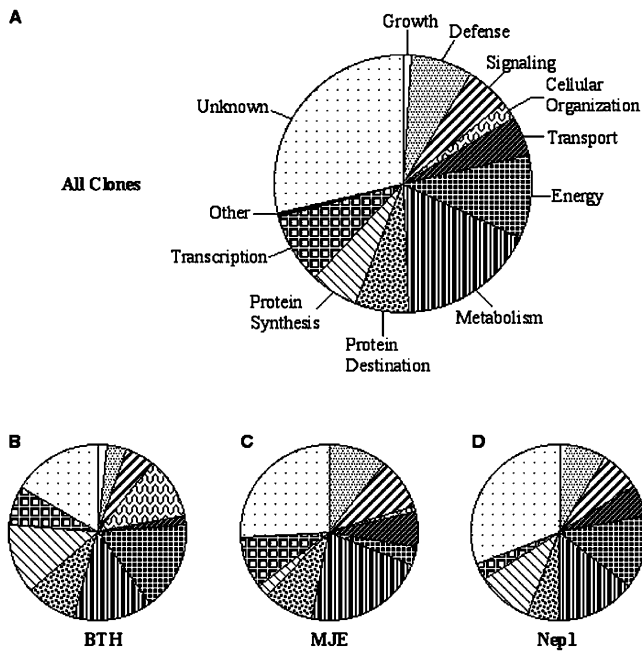 A
Growth
Defense
Signaling
Cellular
Organization
Unknown
Transport
All Clones
Energy
Other
Transcription
Protein
Synthesis
Metabolism
Protein
Destination
B
C
D
BTH
MJE
Nep1